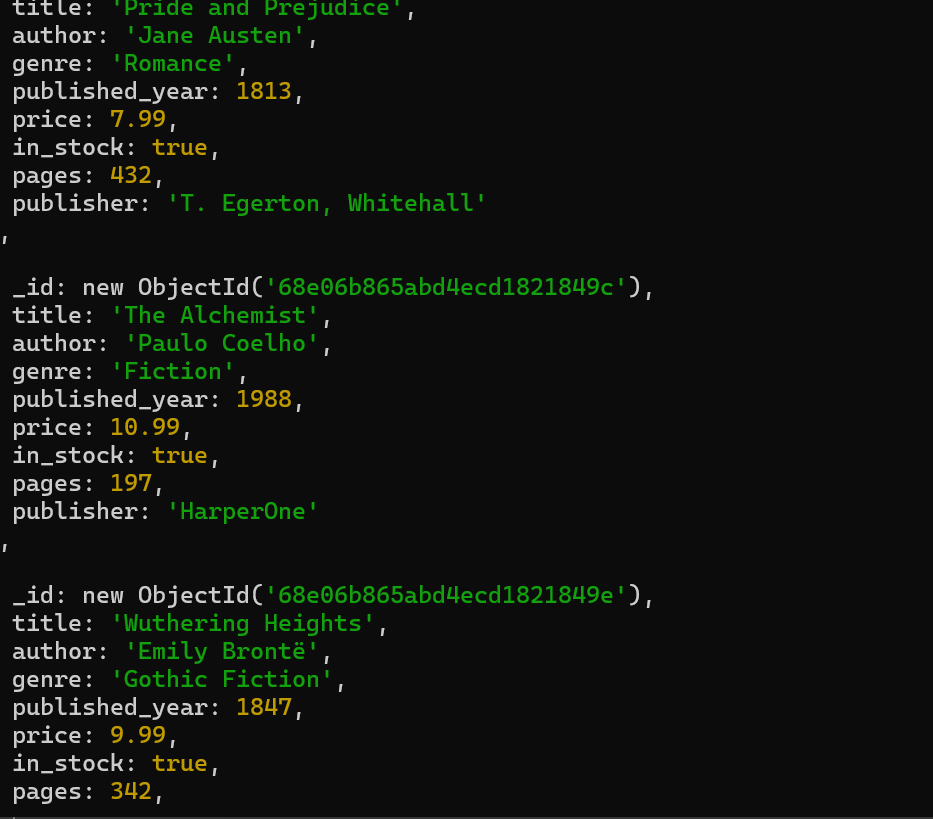 title: 'Pride and Prejudice',
author: 'Jane Austen',
genre: 'Romance',
published_year: 1813,
price: 7.99,
in_stock: true,
pages: 432,
publisher: 'T. Egerton, Whitehall'
,
_id: new ObjectId('68e06b865abd4ecd1821849c'),
title: 'The Alchemist',
author: 'Paulo Coelho',
genre: 'Fiction',
published_year: 1988,
price: 10.99,
in_stock: true,
pages: 197,
publisher: 'HarperOne'
,
_id: new ObjectId('68e06b865abd4ecd1821849e'),
title: 'Wuthering Heights',
author: 'Emily Brontë',
genre: 'Gothic Fiction',
published_year: 1847,
price: 9.99,
in_stock: true,
pages: 342,